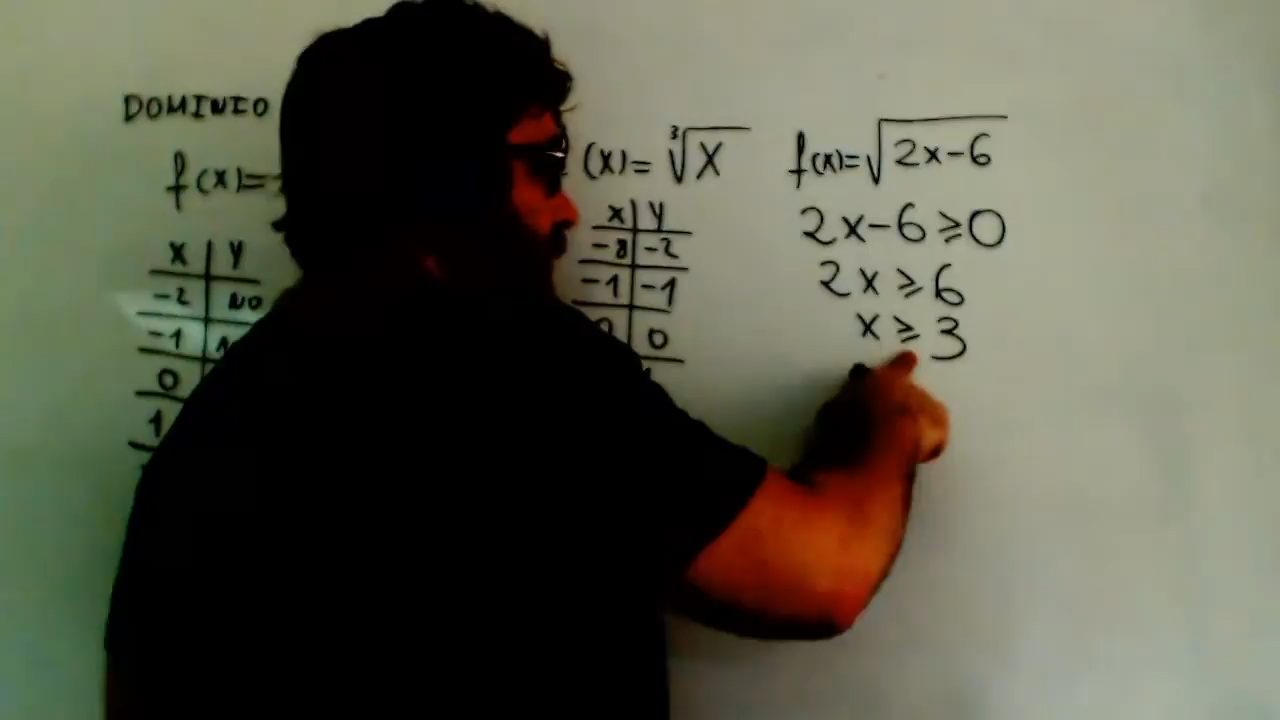 DOMINIO
f(x)=
x y
-2 NO
-1
0
1
(x)= ∛x
x y
-8 -2
-1 -1
0 0
f(x)=√2x-6
2x-6≥0
2x≥6
x≥3